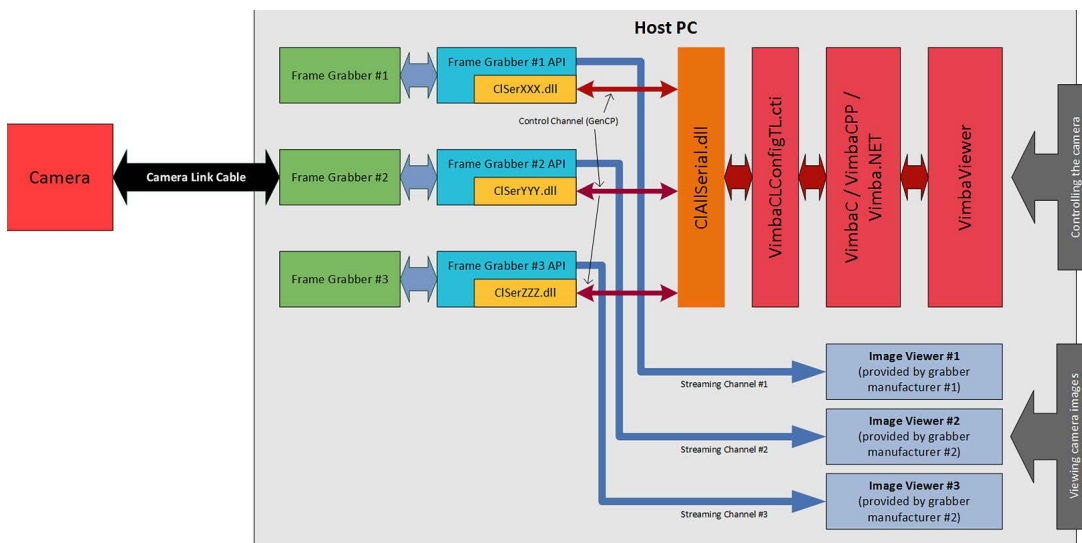 Host PC
Frame Grabber #1
Frame Grabber #1 API
ClSerXXX.dll
Control Channel (GenCP)
Camera
Camera Link Cable
Frame Grabber #2
Frame Grabber #2 API
ClSerYYY.dll
Frame Grabber #3
Frame Grabber #3 API
ClSerZZZ.dll
ClAllSerial.dll
VimbaCLConfigTL.cti
VimbaC / VimbaCPP /
Vimba.NET
VimbaViewer
Controlling the camera
Streaming Channel #1
Image Viewer #1
(provided by grabber
manufacturer #1)
Streaming Channel #2
Image Viewer #2
(provided by grabber
manufacturer #2)
Streaming Channel #3
Image Viewer #3
(provided by grabber
manufacturer #2)
Viewing camera images